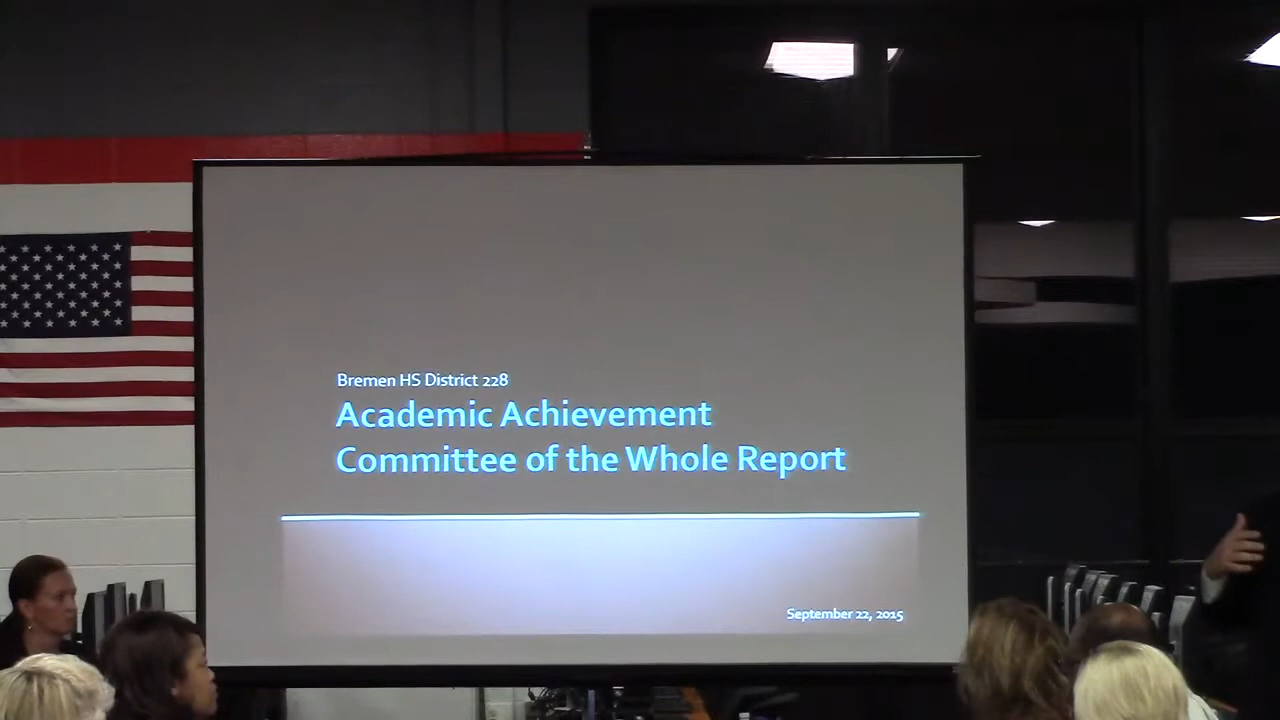 Bremen HS District 228
Academic Achievement
Committee of the Whole Report
September 22, 2015